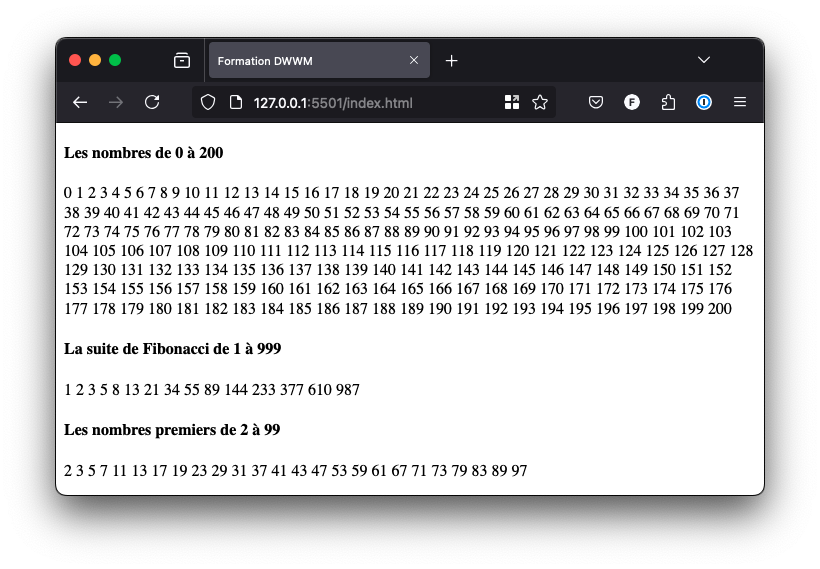 Formation DWWM
127.0.0.1:5501/index.html
F
Les nombres de 0 à 200
0 1 2 3 4 5 6 7 8 9 10 11 12 13 14 15 16 17 18 19 20 21 22 23 24 25 26 27 28 29 30 31 32 33 34 35 36 37
38 39 40 41 42 43 44 45 46 47 48 49 50 51 52 53 54 55 56 57 58 59 60 61 62 63 64 65 66 67 68 69 70 71
72 73 74 75 76 77 78 79 80 81 82 83 84 85 86 87 88 89 90 91 92 93 94 95 96 97 98 99 100 101 102 103
104 105 106 107 108 109 110 111 112 113 114 115 116 117 118 119 120 121 122 123 124 125 126 127 128
129 130 131 132 133 134 135 136 137 138 139 140 141 142 143 144 145 146 147 148 149 150 151 152
153 154 155 156 157 158 159 160 161 162 163 164 165 166 167 168 169 170 171 172 173 174 175 176
177 178 179 180 181 182 183 184 185 186 187 188 189 190 191 192 193 194 195 196 197 198 199 200
La suite de Fibonacci de 1 à 999
1 2 3 5 8 13 21 34 55 89 144 233 377 610 987
Les nombres premiers de 2 à 99
2 3 5 7 11 13 17 19 23 29 31 37 41 43 47 53 59 61 67 71 73 79 83 89 97